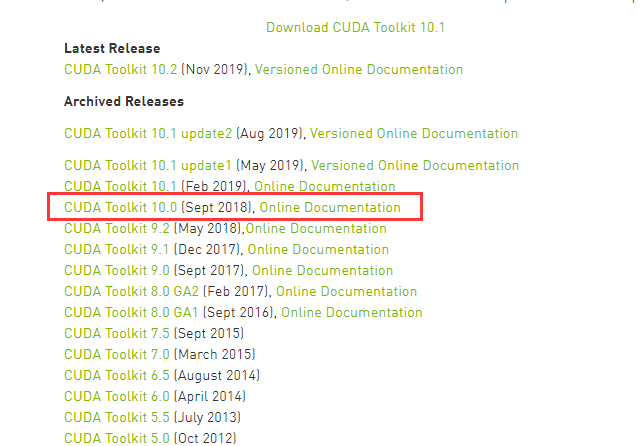 Download CUDA Toolkit 10.1
Latest Release
CUDA Toolkit 10.2 (Nov 2019), Versioned Online Documentation
Archived Releases
CUDA Toolkit 10.1 update2 (Aug 2019), Versioned Online Documentation
CUDA Toolkit 10.1 update1 (May 2019), Versioned Online Documentation
CUDA Toolkit 10.1 (Feb 2019), Online Documentation
CUDA Toolkit 10.0 (Sept 2018), Online Documentation
CUDA Toolkit 9.2 (May 2018),Online Documentation
CUDA Toolkit 9.1 (Dec 2017), Online Documentation
CUDA Toolkit 9.0 (Sept 2017), Online Documentation
CUDA Toolkit 8.0 GA2 (Feb 2017), Online Documentation
CUDA Toolkit 8.0 GA1 (Sept 2016), Online Documentation
CUDA Toolkit 7.5 (Sept 2015)
CUDA Toolkit 7.0 (March 2015)
CUDA Toolkit 6.5 (August 2014)
CUDA Toolkit 6.0 (April 2014)
CUDA Toolkit 5.5 (July 2013)
CUDA Toolkit 5.0 (Oct 2012)